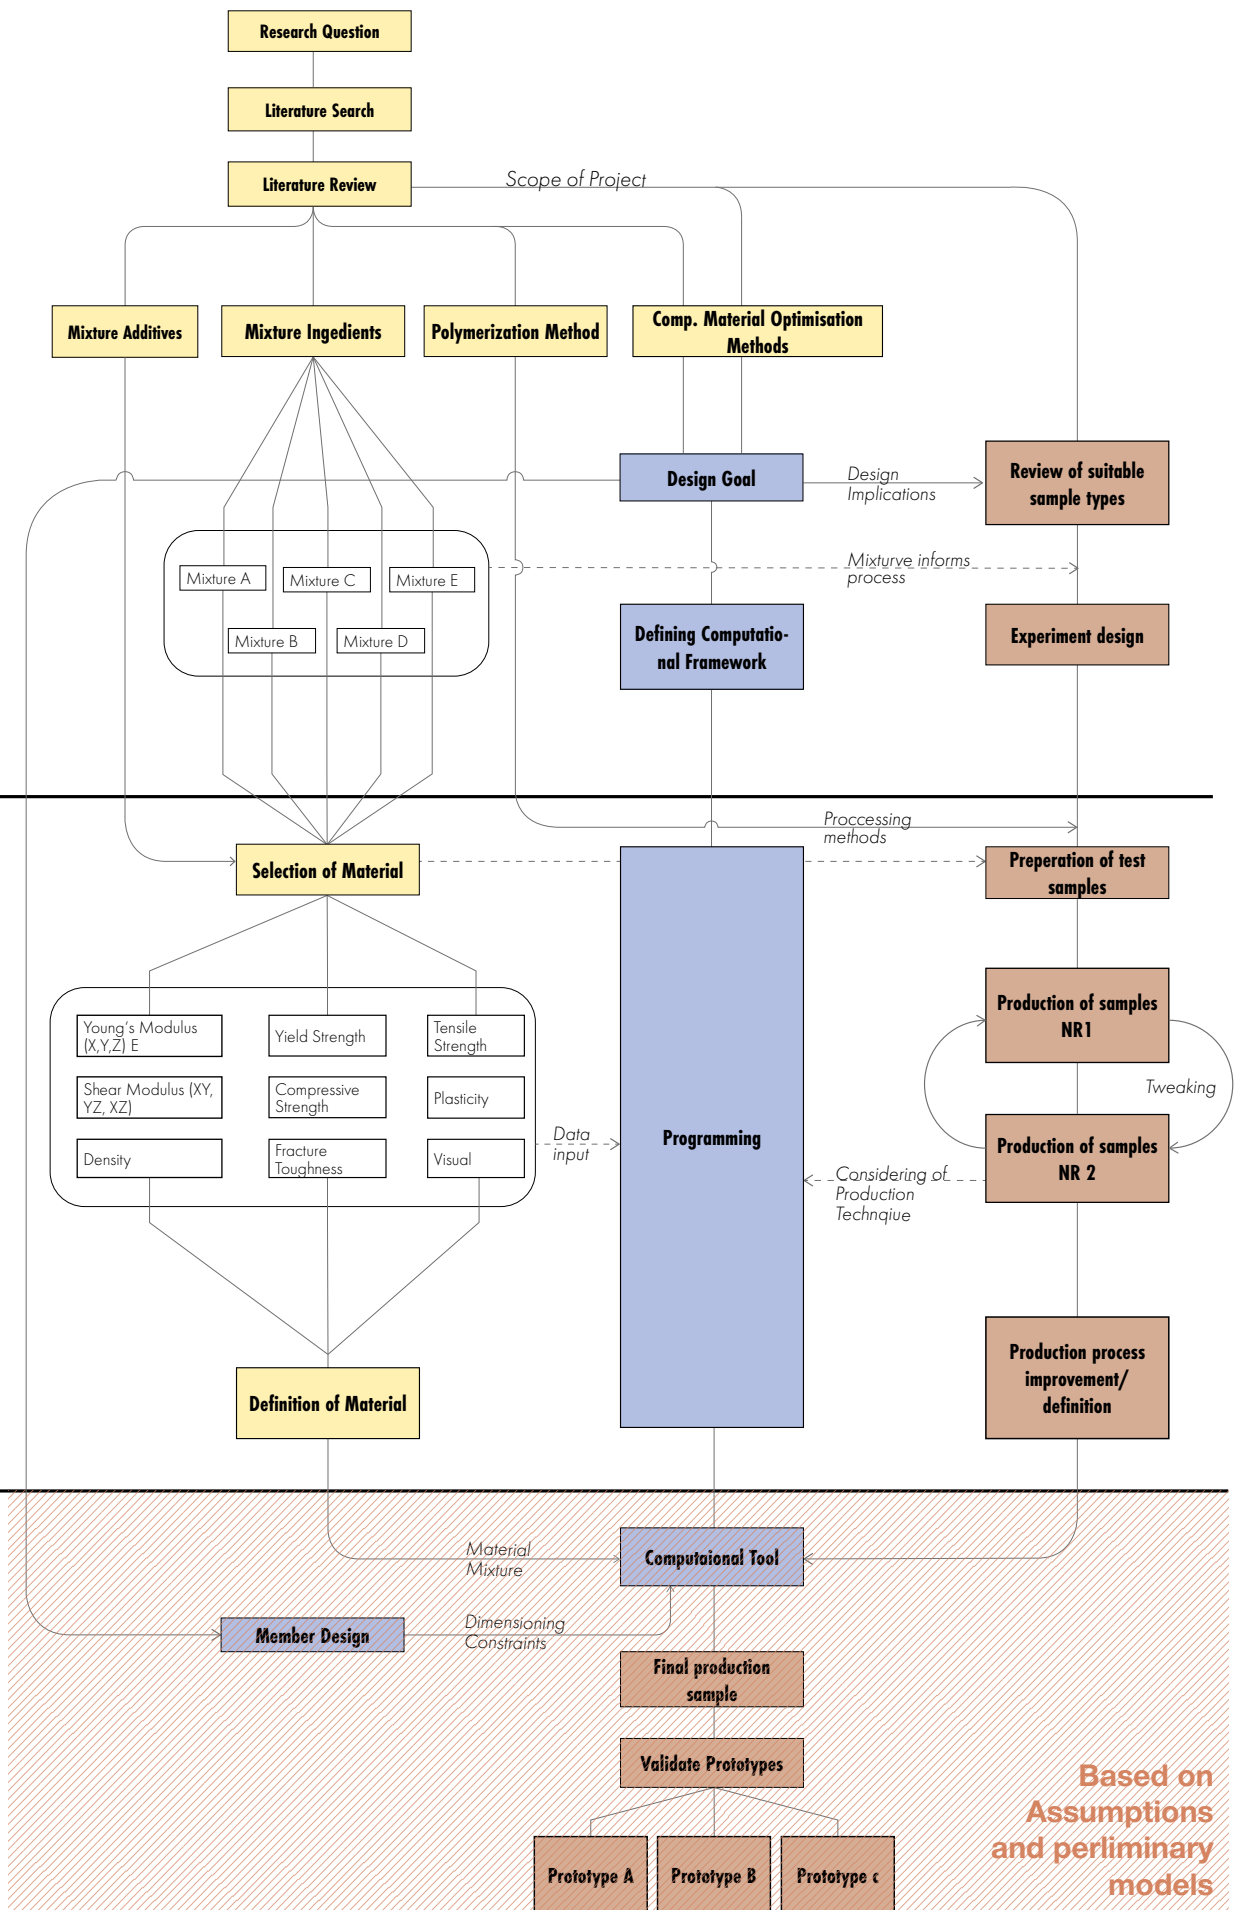 Research Question
Literature Search
Literature Review
Scope of Project
Mixture Additives
Mixture Ingedients
Polymerization Method
Comp. Material Optimisation
Methods
Design Goal
Design
Implications
Review of suitable
sample types
Mixturve informs
process
Mixture A
Mixture C
Mixture E
Mixture B
Mixture D
Defining Computatio-
nal Framework
Experiment design
Proccessing
methods
Selection of Material
Preperation of test
samples
Young's Modulus
(X,Y,Z) E
Yield Strength
Tensile
Strength
Shear Modulus (XY,
YZ, XZ)
Compressive
Strength
Plasticity
Density
Fracture
Toughness
Visual
Data
input
Programming
Production of samples
NR1
Tweaking
Production of samples
NR 2
Considering of
Production
Technqiue
Definition of Material
Production process
improvement/
definition
Material
Mixture
Computaional Tool
Member Design
Dimensioning
Constraints
Final production
sample
Validate Prototypes
Prototype A
Prototype B
Prototype c
Based on
Assumptions
and perliminary
models